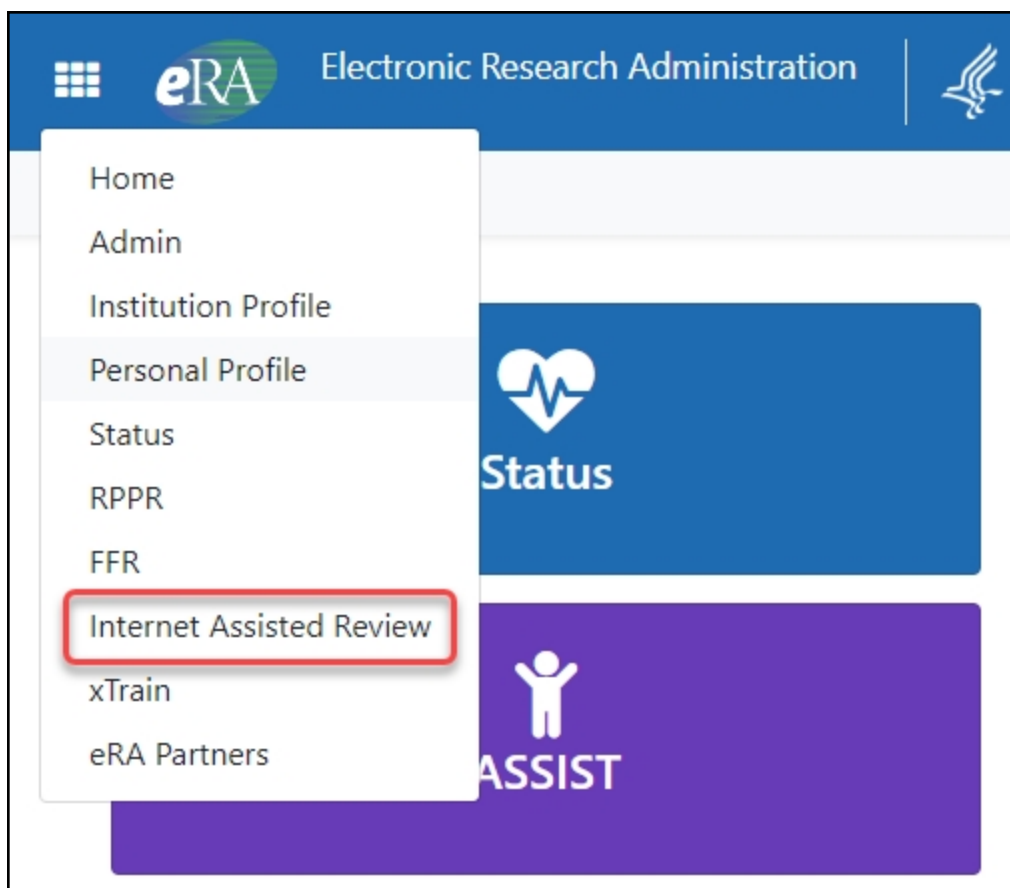 eRA
Electronic Research Administration
Home
Admin
Institution Profile
Personal Profile
Status
RPPR
FFR
Internet Assisted Review
xTrain
eRA Partners
Status
ASSIST